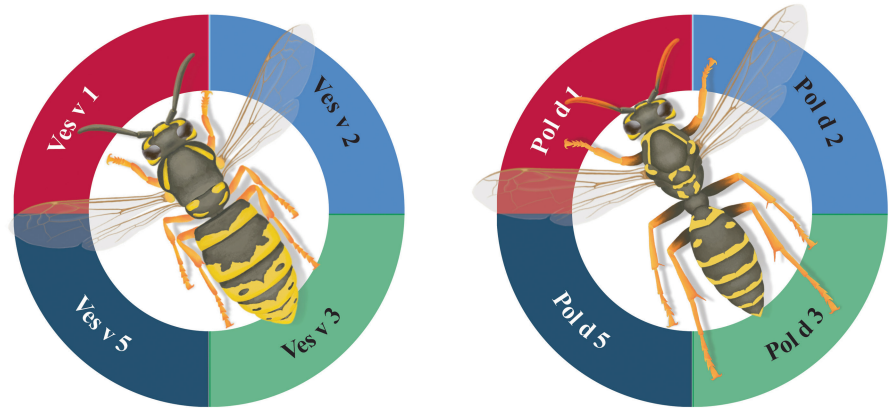 Ves v 1
Ves v 2
Ves v 5
Ves v 3
Pol d 1
Pol d 2
Pol d 5
Pol d 3